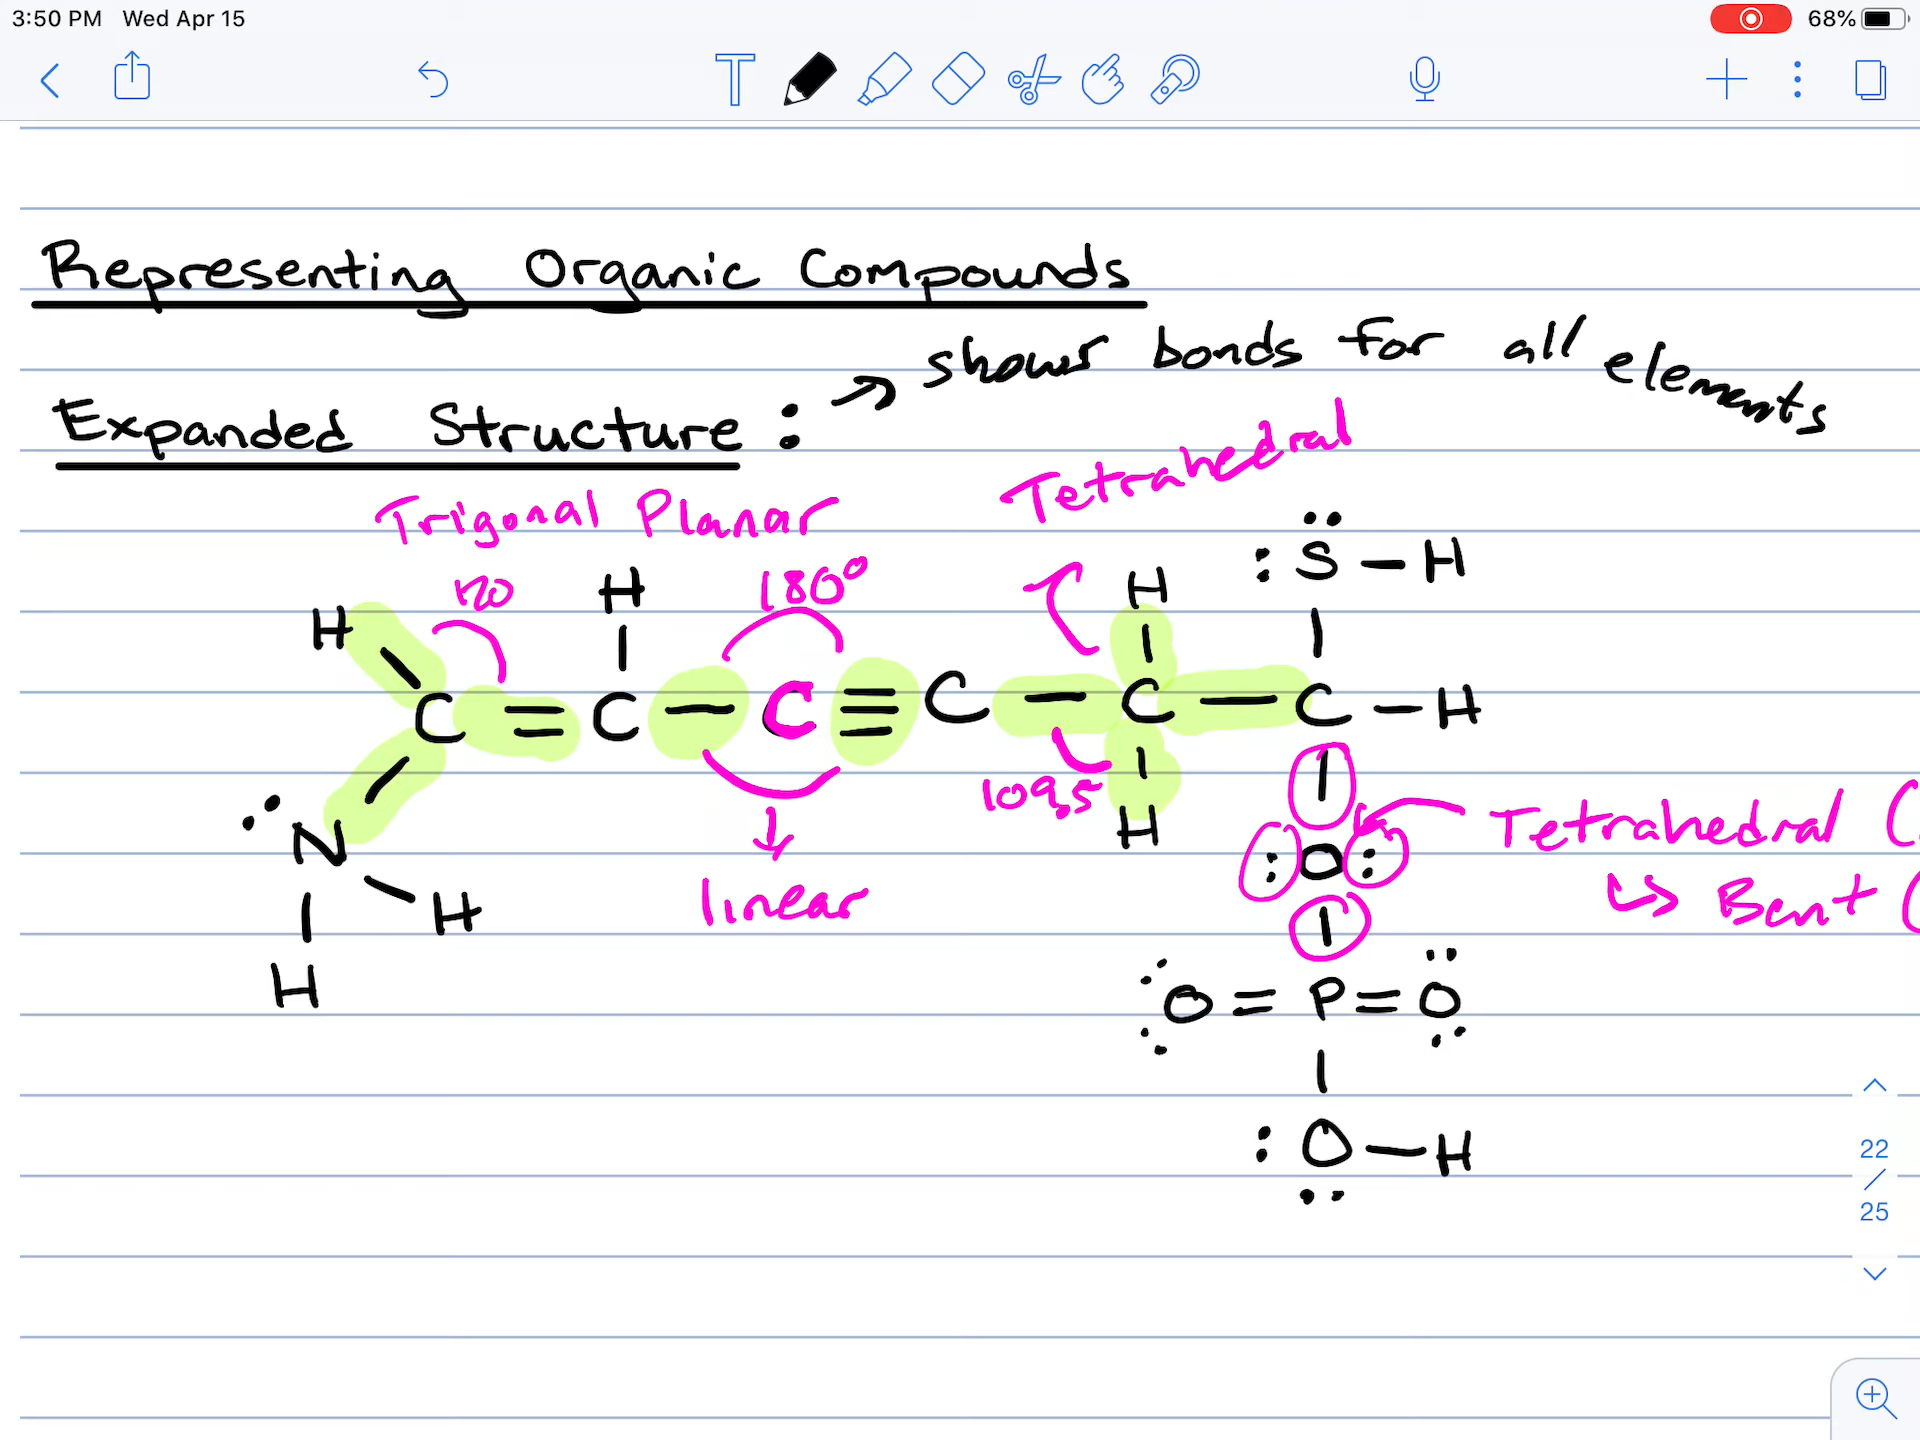 3:50 PM Wed Apr 15
68%
Representing Organic Compounds
Expanded Structure : → shows bonds for all elements
Trigonal Planar
Tetrahedral
120
180°
H
H
H
:S̈ – H
C = C – C ≡ C – C – C – H
109.5
H
N
H
H
linear
:O:
Tetrahedral (
↳ Bent (
O = P = O
:O – H
22
/
25